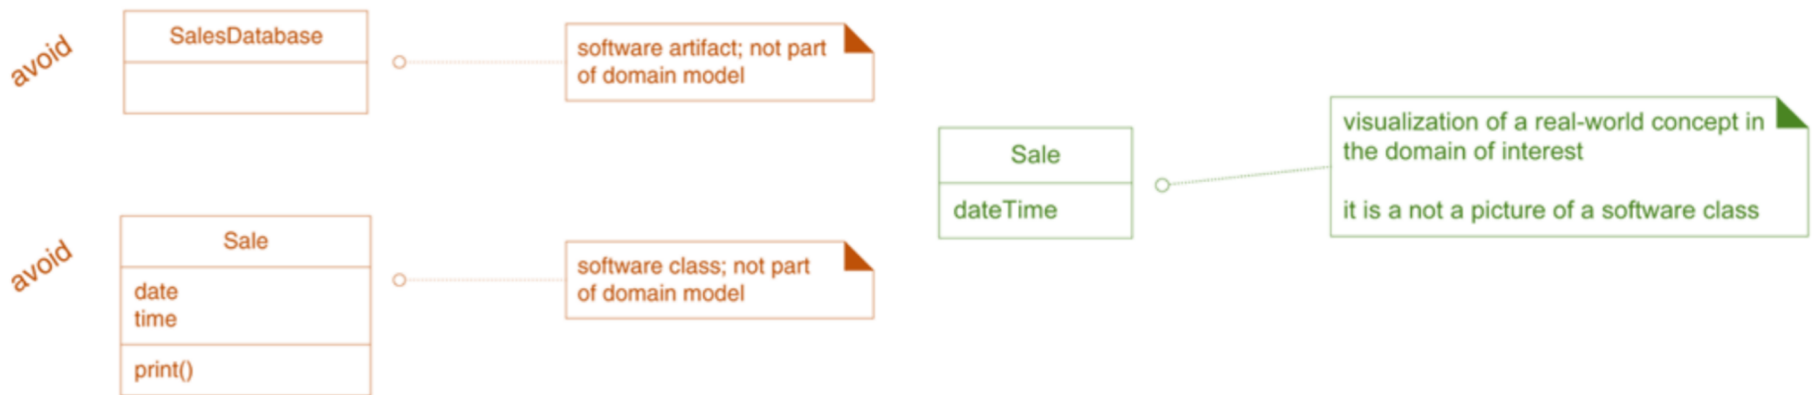 avoid
SalesDatabase
software artifact; not part
of domain model
avoid
Sale
date
time
print()
software class; not part
of domain model
Sale
dateTime
visualization of a real-world concept in
the domain of interest
it is a not a picture of a software class